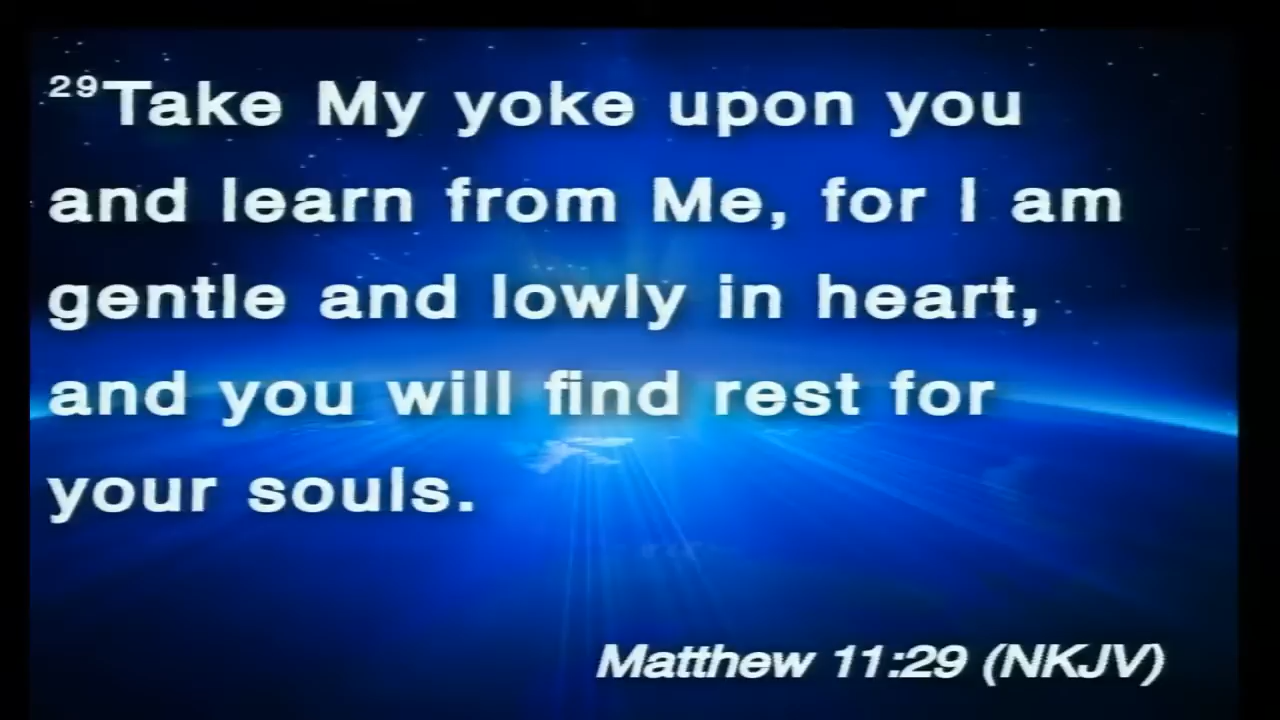 29Take My yoke upon you
and learn from Me, for I am
gentle and lowly in heart,
and you will find rest for
your souls.
Matthew 11:29 (NKJV)